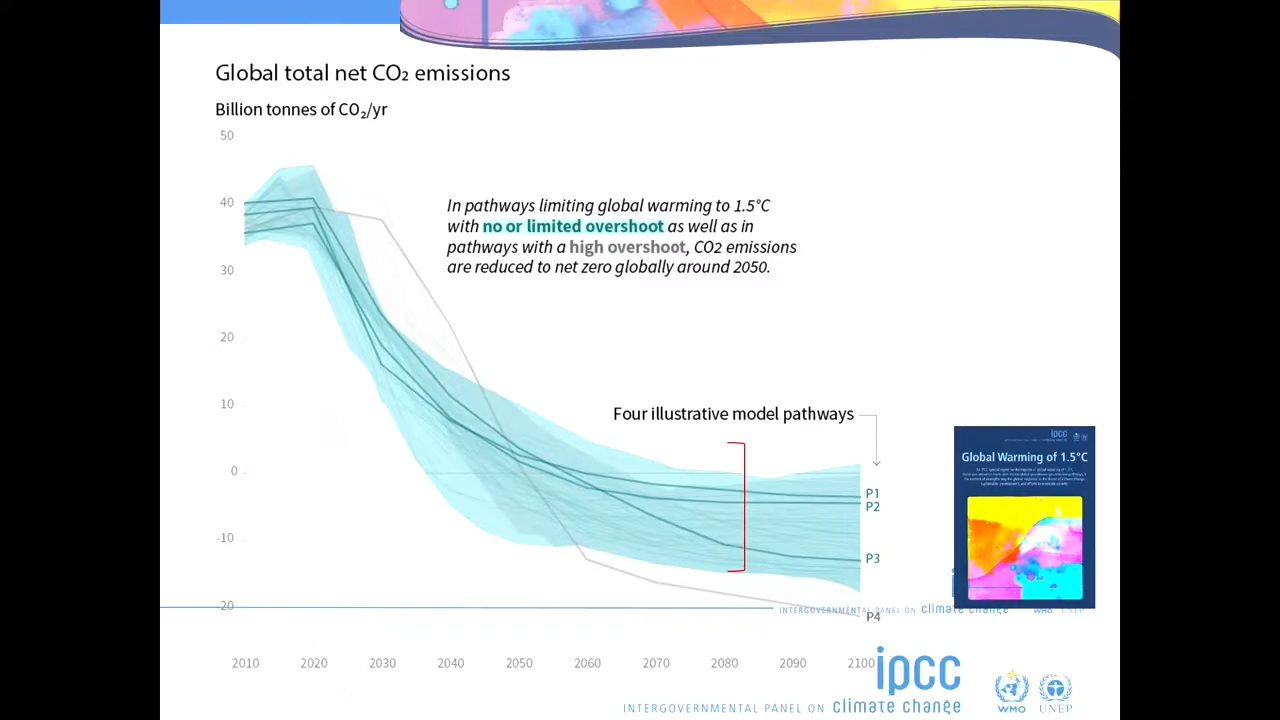 Global total net CO₂ emissions
Billion tonnes of CO₂/yr
50
40
30
20
10
0
-10
-20
In pathways limiting global warming to 1.5°C
with no or limited overshoot as well as in
pathways with a high overshoot, CO2 emissions
are reduced to net zero globally around 2050.
Four illustrative model pathways
P1
P2
P3
P4
2010 2020 2030 2040 2050 2060 2070 2080 2090 2100
ipcc
Global Warming of 1.5°C
INTERGOVERNMENTAL PANEL ON climate change
WMO UNEP
ipcc
INTERGOVERNMENTAL PANEL ON climate change
WMO UNEP